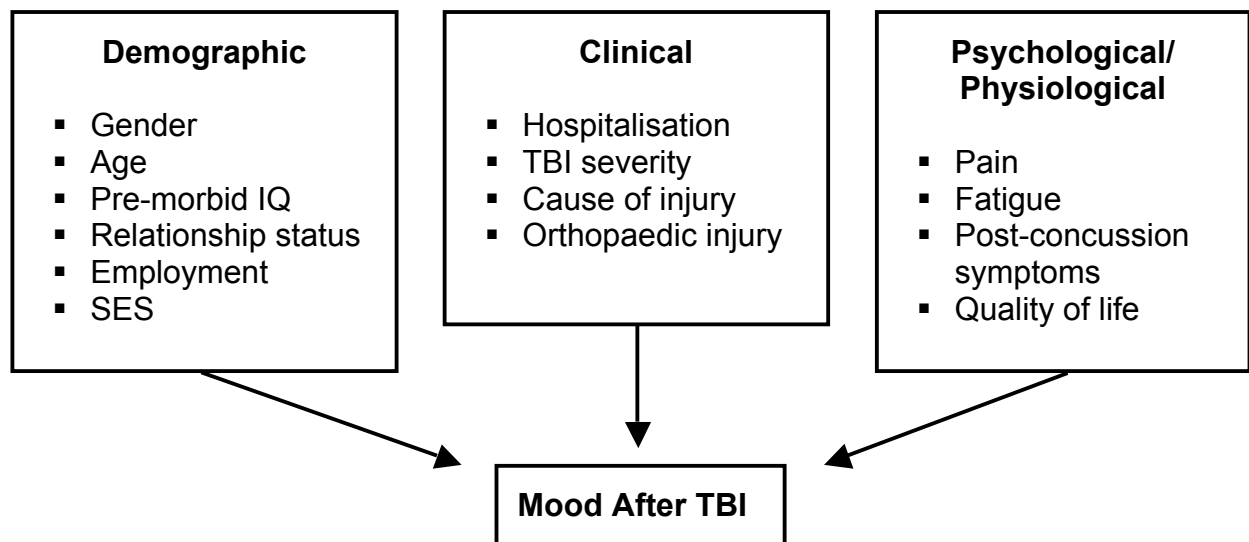 Demographic
▪ Gender
▪ Age
▪ Pre-morbid IQ
▪ Relationship status
▪ Employment
▪ SES
Clinical
▪ Hospitalisation
▪ TBI severity
▪ Cause of injury
▪ Orthopaedic injury
Psychological/
Physiological
▪ Pain
▪ Fatigue
▪ Post-concussion
symptoms
▪ Quality of life
Mood After TBI